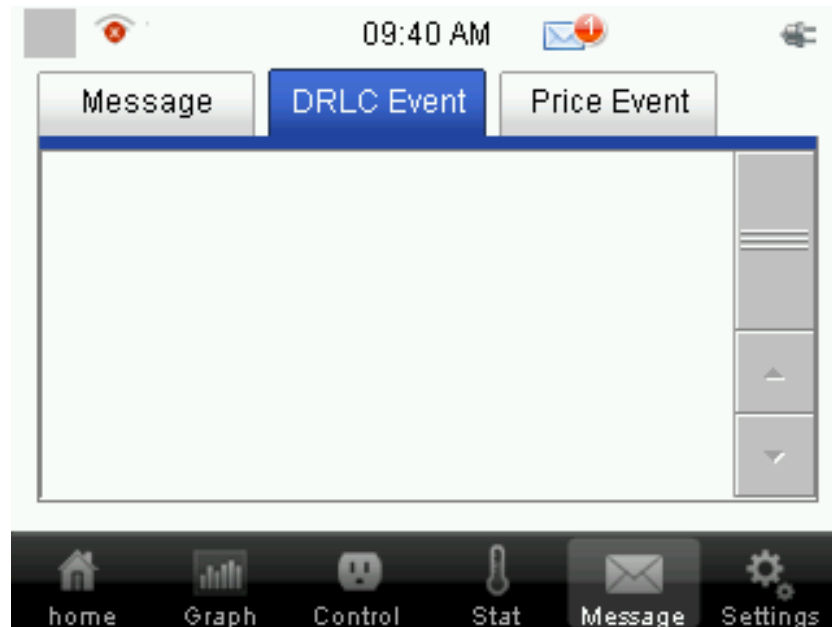 09:40 AM 1
Message DRLC Event Price Event
home Graph Control Stat Message Settings